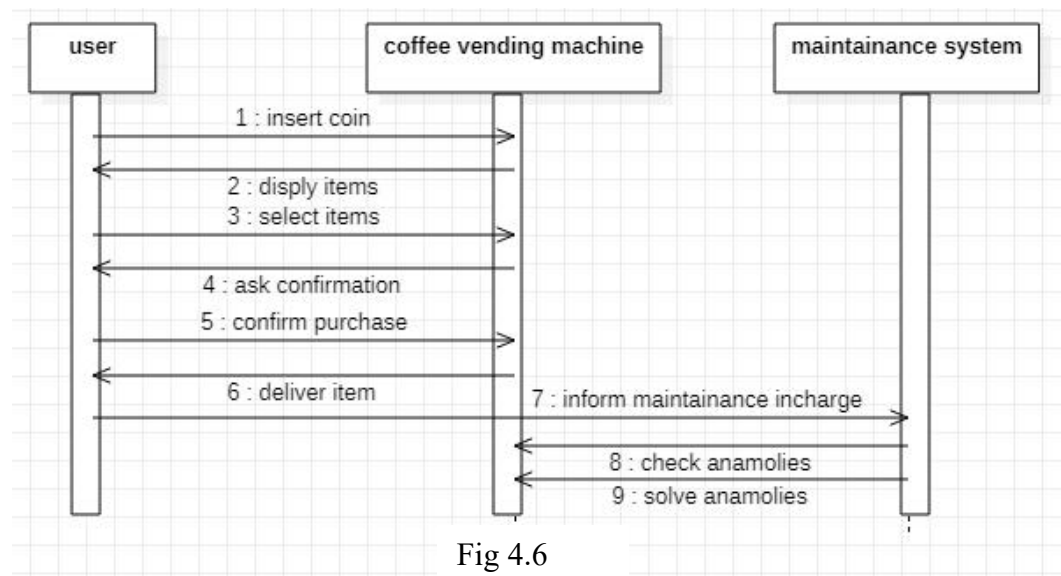 user
coffee vending machine
maintainance system
1 : insert coin
2 : disply items
3 : select items
4 : ask confirmation
5 : confirm purchase
6 : deliver item
7 : inform maintainance incharge
8 : check anamolies
9 : solve anamolies
Fig 4.6